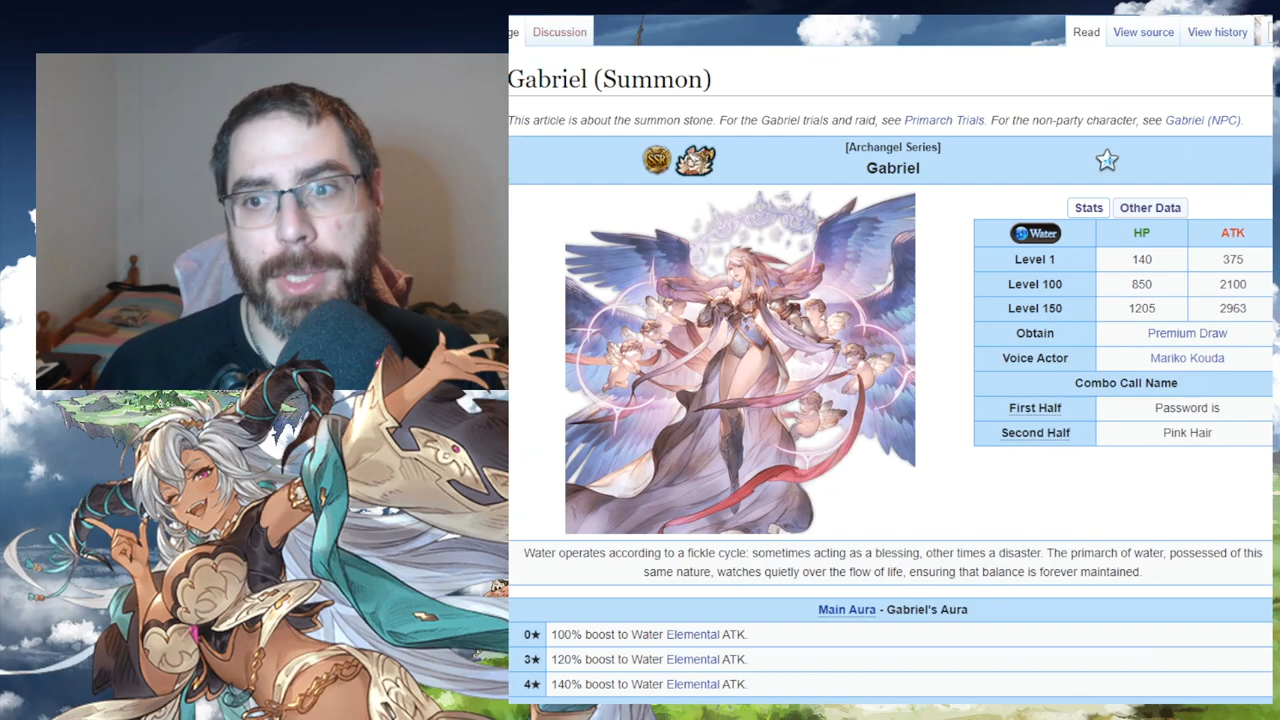 ge Discussion Read View source View history
Gabriel (Summon)
This article is about the summon stone. For the Gabriel trials and raid, see Primarch Trials. For the non-party character, see Gabriel (NPC).
SSR
[Archangel Series]
Gabriel
Stats Other Data
Water HP ATK
Level 1 140 375
Level 100 850 2100
Level 150 1205 2963
Obtain Premium Draw
Voice Actor Mariko Kouda
Combo Call Name
First Half Password is
Second Half Pink Hair
Water operates according to a fickle cycle: sometimes acting as a blessing, other times a disaster. The primarch of water, possessed of this
same nature, watches quietly over the flow of life, ensuring that balance is forever maintained.
Main Aura - Gabriel's Aura
0★ 100% boost to Water Elemental ATK.
3★ 120% boost to Water Elemental ATK.
4★ 140% boost to Water Elemental ATK.